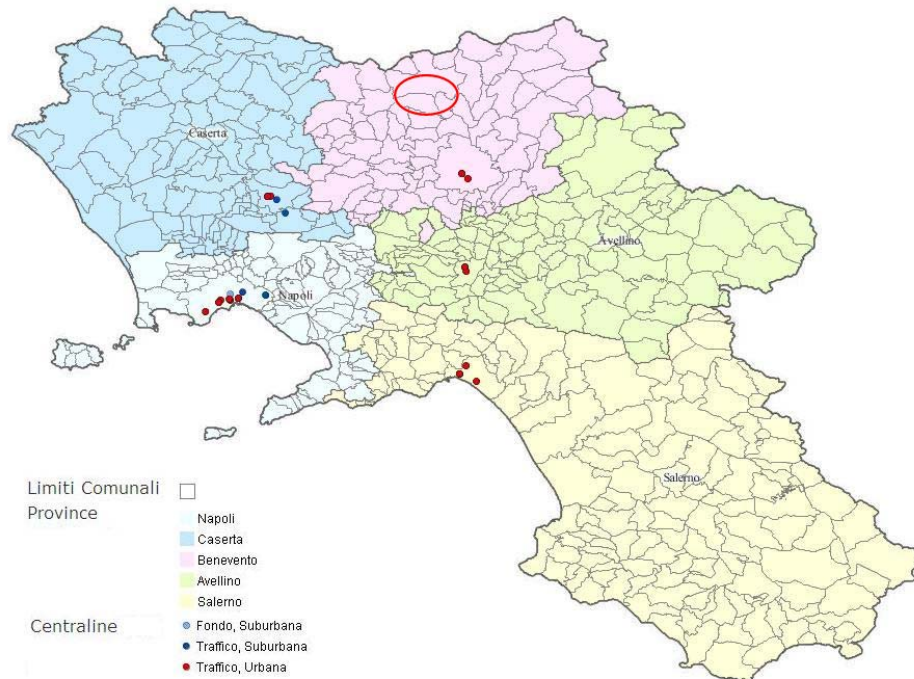 Caserta
Avellino
Napoli
Salerno
Limiti Comunali
Province
Napoli
Caserta
Benevento
Avellino
Salerno
Centraline
Fondo, Suburbana
Traffico, Suburbana
Traffico, Urbana